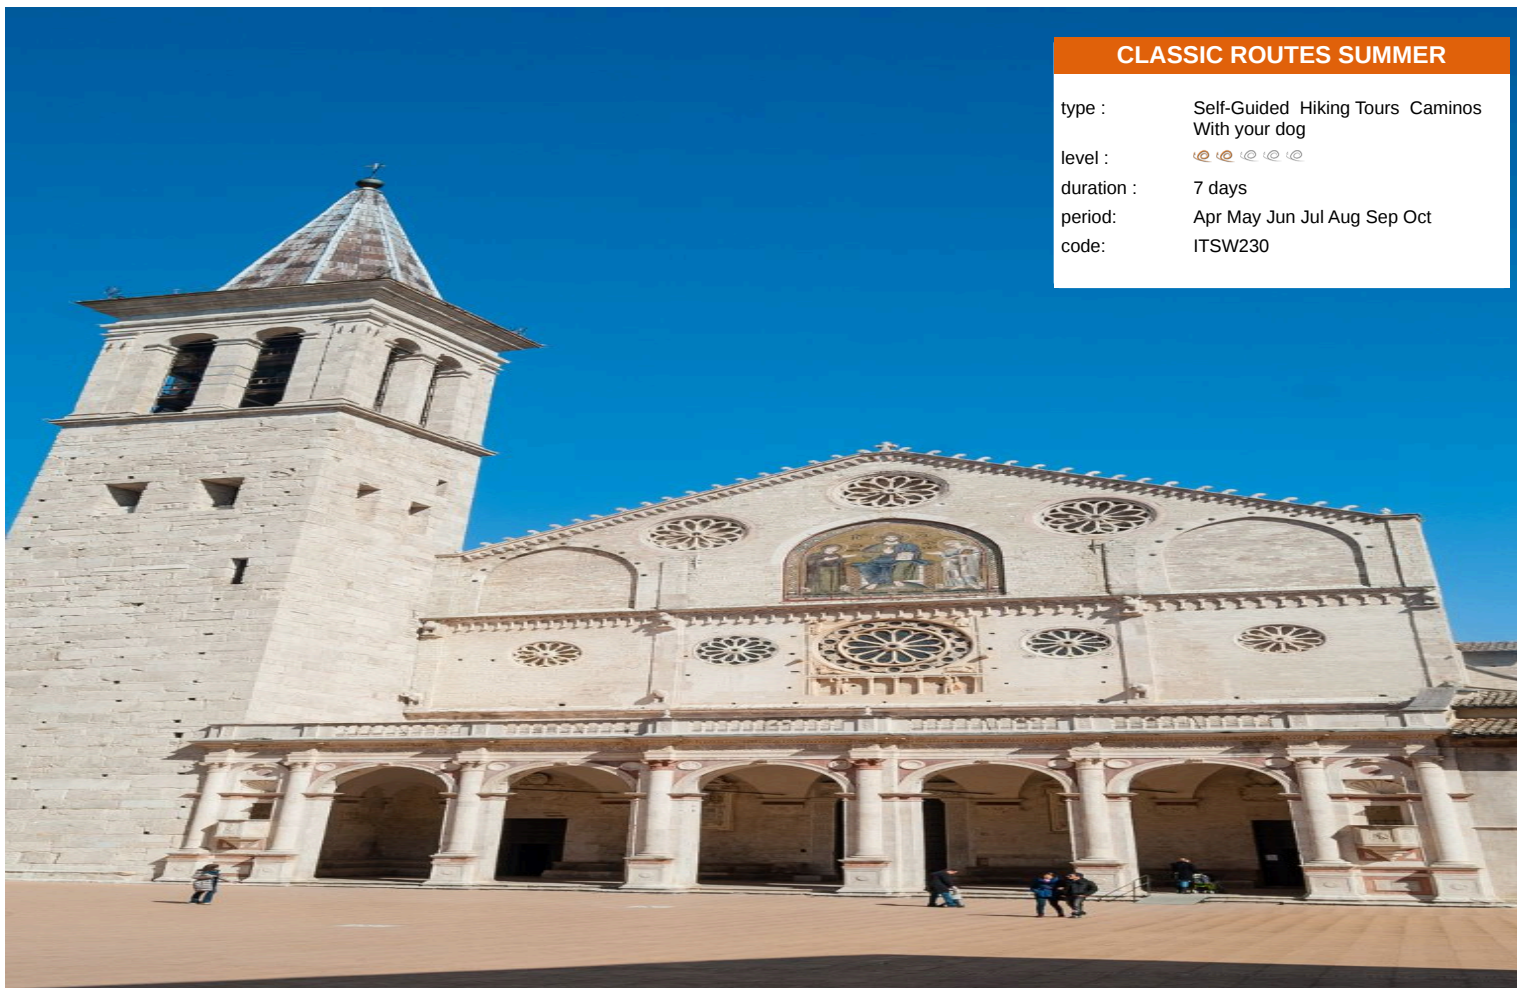 CLASSIC ROUTES SUMMER
type :
Self-Guided Hiking Tours Caminos
With your dog
level :
duration :
7 days
period:
Apr May Jun Jul Aug Sep Oct
code:
ITSW230